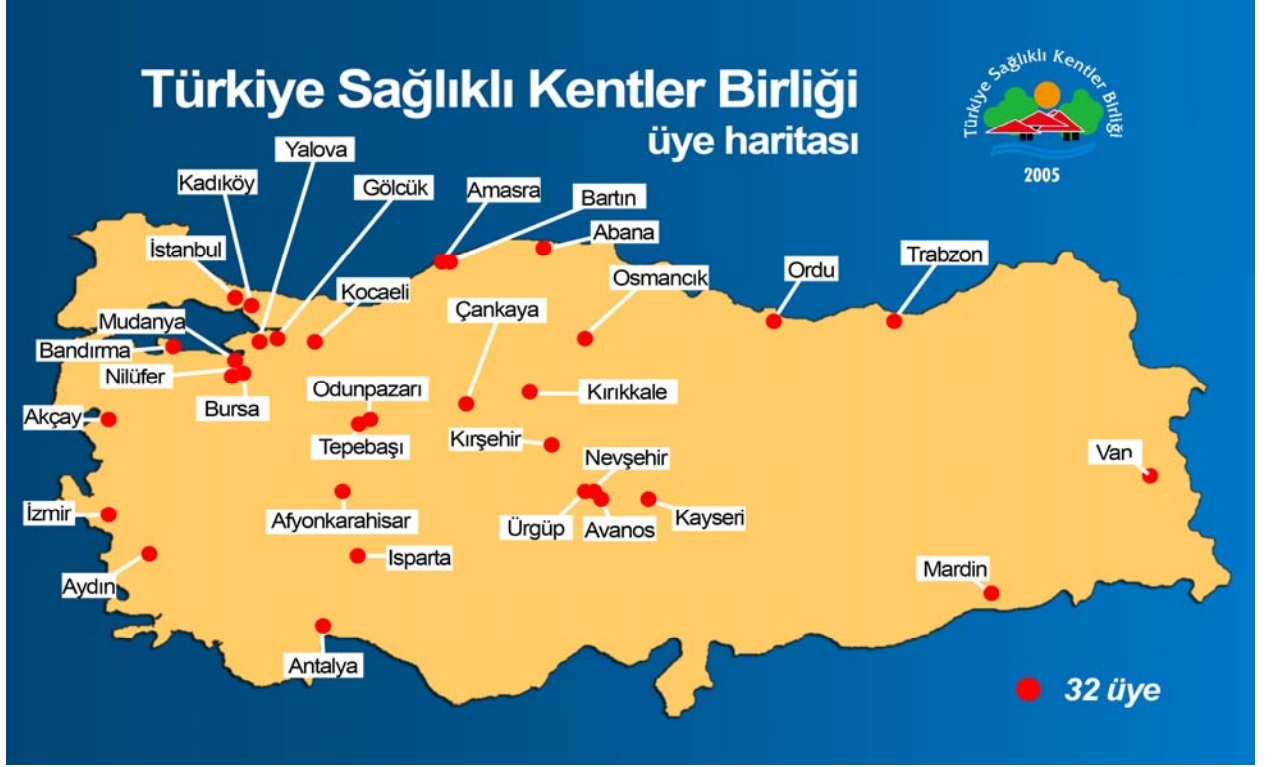 Türkiye Sağlıklı Kentler Birliği
üye haritası
Türkiye Sağlıklı Kentler Birliği
2005
Yalova
Kadıköy
Gölcük
Amasra
Bartın
Abana
İstanbul
Osmancık
Ordu
Trabzon
Kocaeli
Çankaya
Mudanya
Bandırma
Nilüfer
Bursa
Odunpazarı
Kırıkkale
Akçay
Tepebaşı
Kırşehir
Nevşehir
Van
İzmir
Afyonkarahisar
Ürgüp
Avanos
Kayseri
Isparta
Aydın
Mardin
Antalya
32 üye